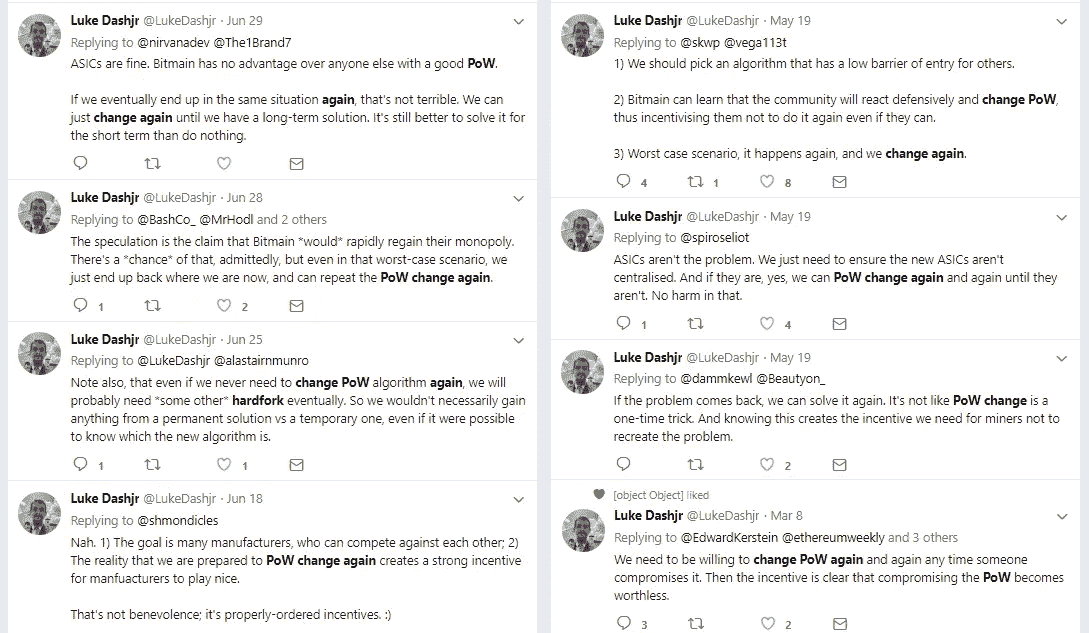 Luke Dashjr @LukeDashjr · Jun 29
Replying to @nirvanadev @The1Brand7
ASICs are fine. Bitmain has no advantage over anyone else with a good PoW.
If we eventually end up in the same situation again, that's not terrible. We can
just change again until we have a long-term solution. It's still better to solve it for
the short term than do nothing.
Luke Dashjr @LukeDashjr · Jun 28
Replying to @BashCo_ @MrHodl and 2 others
The speculation is the claim that Bitmain *would* rapidly regain their monopoly.
There's a *chance* of that, admittedly, but even in that worst-case scenario, we
just end up back where we are now, and can repeat the PoW change again.
1 2
Luke Dashjr @LukeDashjr · Jun 25
Replying to @LukeDashjr @alastairnmunro
Note also, that even if we never need to change PoW algorithm again, we will
probably need *some other* hardfork eventually. So we wouldn't necessarily gain
anything from a permanent solution vs a temporary one, even if it were possible
to know which the new algorithm is.
1 1
Luke Dashjr @LukeDashjr · Jun 18
Replying to @shmondicles
Nah. 1) The goal is many manufacturers, who can compete against each other; 2)
The reality that we are prepared to PoW change again creates a strong incentive
for manfuacturers to play nice.
That's not benevolence; it's properly-ordered incentives. :)
Luke Dashjr @LukeDashjr · May 19
Replying to @skwp @vega113t
1) We should pick an algorithm that has a low barrier of entry for others.
2) Bitmain can learn that the community will react defensively and change PoW,
thus incentivising them not to do it again even if they can.
3) Worst case scenario, it happens again, and we change again.
4 1 8
Luke Dashjr @LukeDashjr · May 19
Replying to @spiroseliot
ASICs aren't the problem. We just need to ensure the new ASICs aren't
centralised. And if they are, yes, we can PoW change again and again until they
aren't. No harm in that.
1 4
Luke Dashjr @LukeDashjr · May 19
Replying to @dammkewl @Beautyon_
If the problem comes back, we can solve it again. It's not like PoW change is a
one-time trick. And knowing this creates the incentive we need for miners not to
recreate the problem.
2
[object Object] liked
Luke Dashjr @LukeDashjr · Mar 8
Replying to @EdwardKerstein @ethereumweekly and 3 others
We need to be willing to change PoW again and again any time someone
compromises it. Then the incentive is clear that compromising the PoW becomes
worthless.
3 2